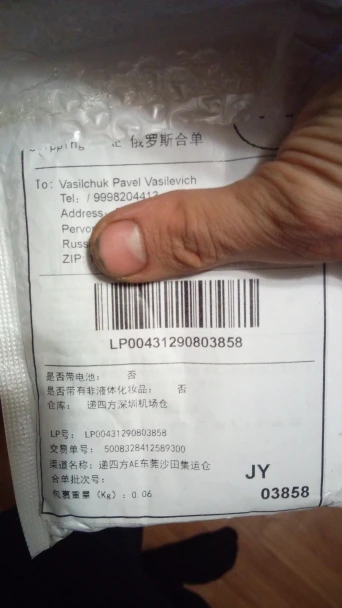 俄罗斯合单
To: Vasilchuk Pavel Vasilevich
Tel: / 9998204413
Address:
Pervo
Russ
ZIP:
LP00431290803858
是否带电池： 否
是否带有非液体化妆品： 否
仓库： 递四方深圳机场仓
LP号： LP00431290803858
交易单号： 5008328412589300
渠道名称：递四方AE东莞沙田集运仓
合单批次号：
JY
包裹重量（Kg）：0.06
03858